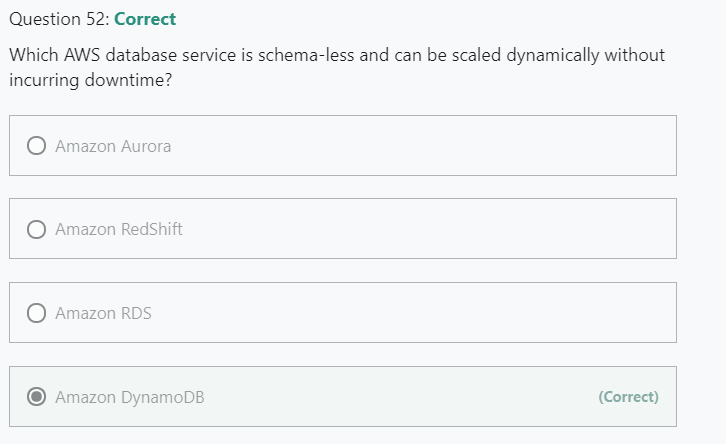 Question 52: Correct
Which AWS database service is schema-less and can be scaled dynamically without
incurring downtime?
Amazon Aurora
Amazon RedShift
Amazon RDS
Amazon DynamoDB (Correct)